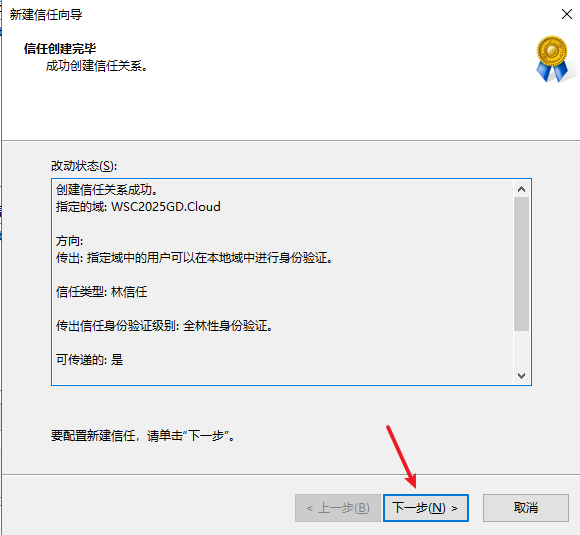 新建信任向导
信任创建完毕
成功创建信任关系。
改动状态(S):
创建信任关系成功。
指定的域: WSC2025GD.Cloud
方向:
传出: 指定域中的用户可以在本地域中进行身份验证。
信任类型: 林信任
传出信任身份验证级别: 全林性身份验证。
可传递的: 是
要配置新建信任，请单击“下一步”。
< 上一步(B)
下一步(N) >
取消